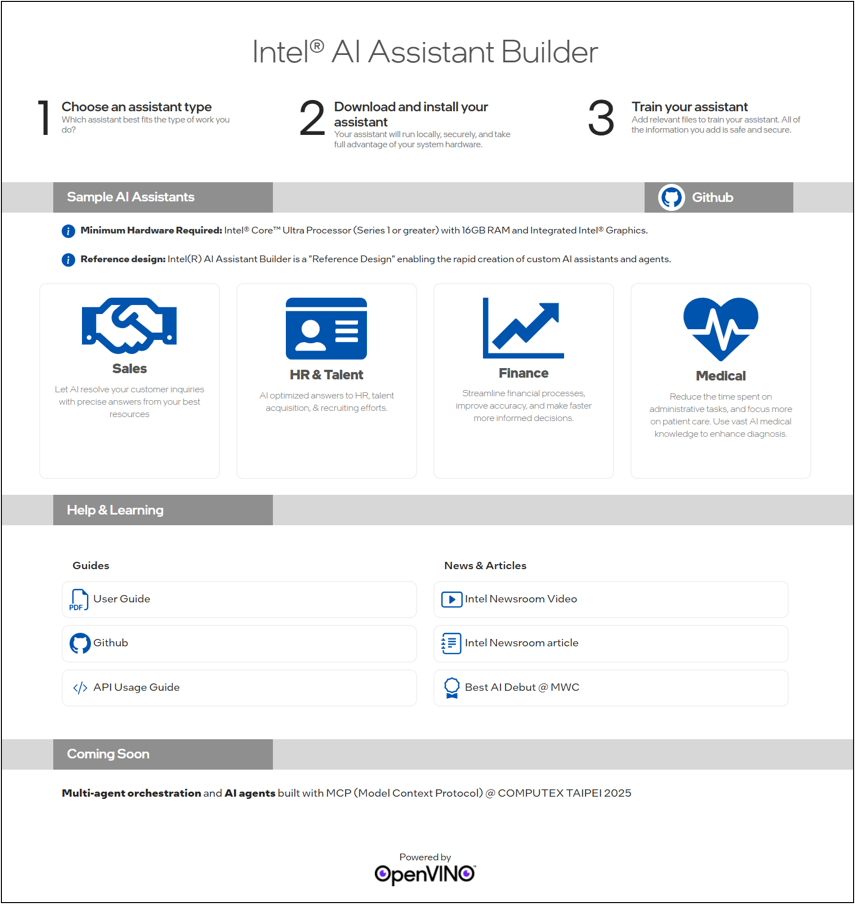 Intel® AI Assistant Builder
1
Choose an assistant type
Which assistant best fits the type of work you
do?
2
Download and install your
assistant
Your assistant will run locally, securely, and take
full advantage of your system hardware.
3
Train your assistant
Add relevant files to train your assistant. All of
the information you add is safe and secure.
Sample AI Assistants
Github
Minimum Hardware Required: Intel® Core™ Ultra Processor (Series 1 or greater) with 16GB RAM and Integrated Intel® Graphics.
Reference design: Intel(R) AI Assistant Builder is a "Reference Design" enabling the rapid creation of custom AI assistants and agents.
Sales
Let AI resolve your customer inquiries
with precise answers from your best
resources
HR & Talent
AI optimized answers to HR, talent
acquisition, & recruiting efforts.
Finance
Streamline financial processes,
improve accuracy, and make faster
more informed decisions.
Medical
Reduce the time spent on
administrative tasks, and focus more
on patient care. Use vast AI medical
knowledge to enhance diagnosis.
Help & Learning
Guides
PDF User Guide
Github
</> API Usage Guide
News & Articles
Intel Newsroom Video
Intel Newsroom article
Best AI Debut @ MWC
Coming Soon
Multi-agent orchestration and AI agents built with MCP (Model Context Protocol) @ COMPUTEX TAIPEI 2025
Powered by
OpenVINO™